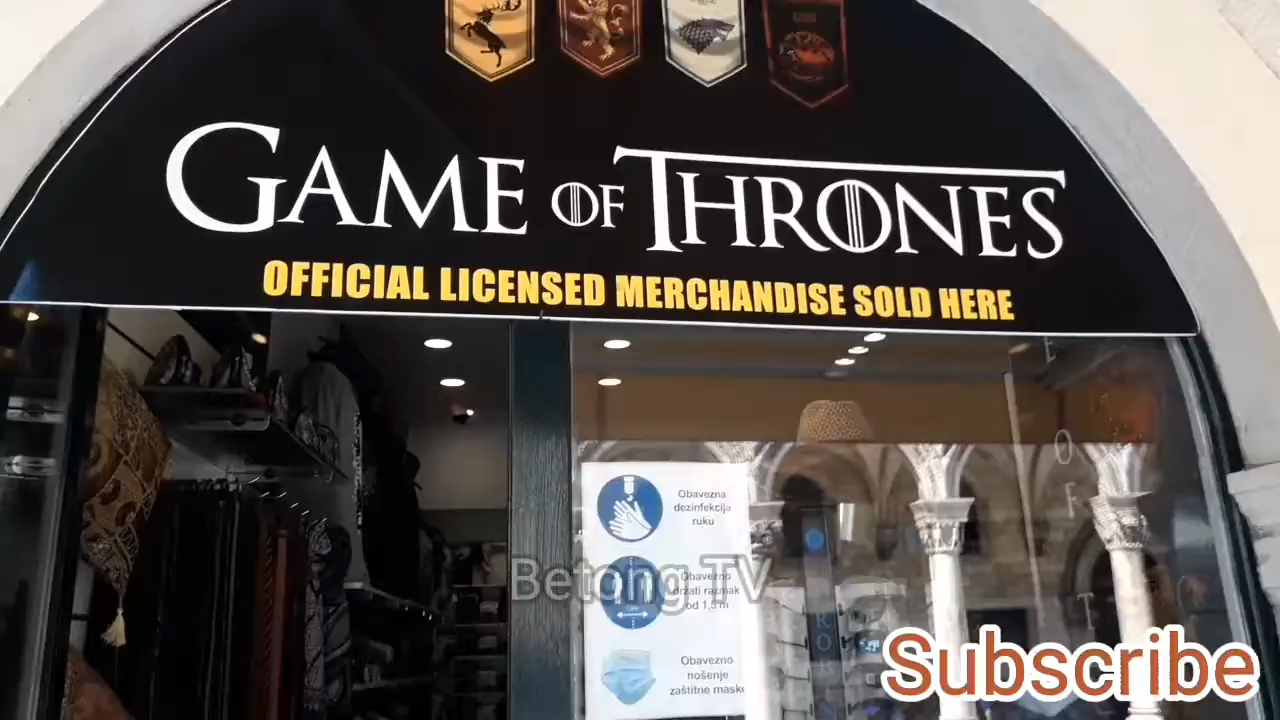 GAME OF THRONES
OFFICIAL LICENSED MERCHANDISE SOLD HERE
Obavezna
dezinfekcija
ruku
Obavezno
držati razmak
od 1,5 m
Obavezno
nošenje
zaštitne maske
Betong TV
Subscribe